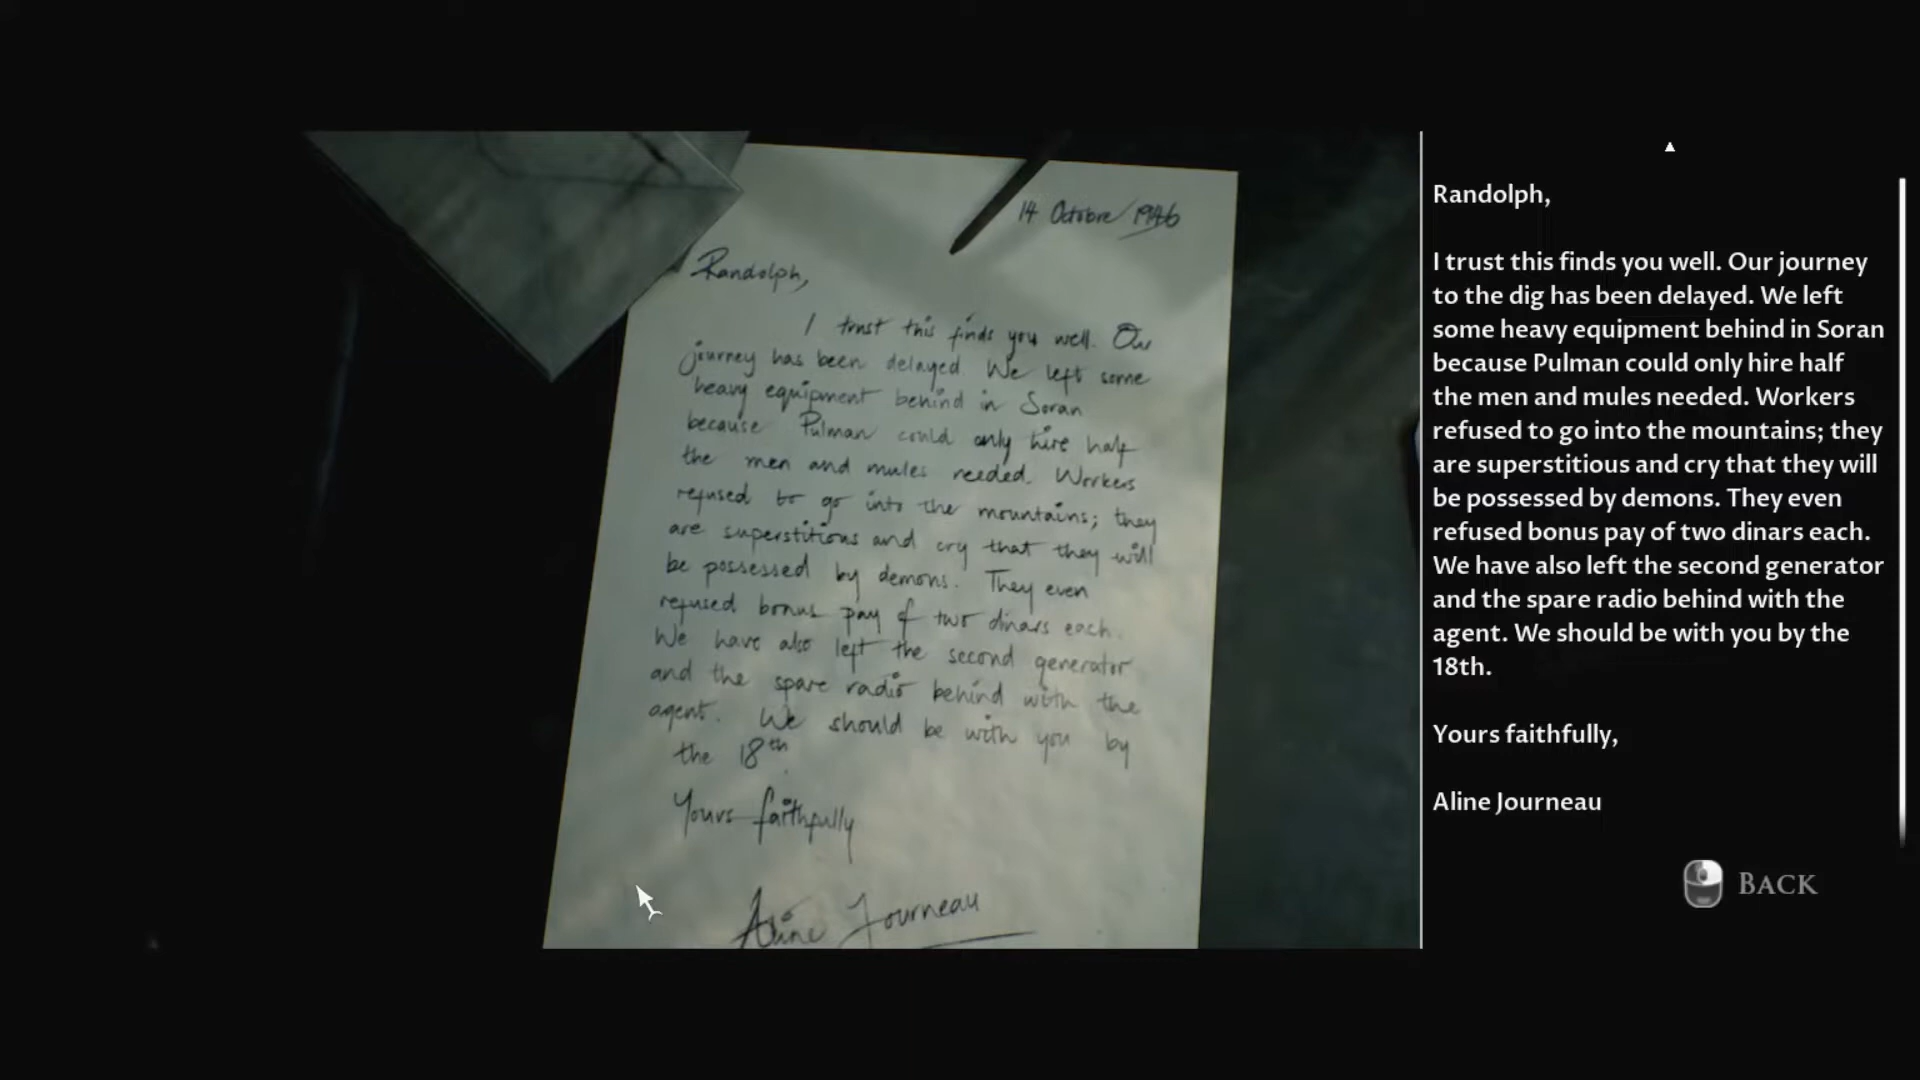 14 Octobre 1946
Randolph,
I trust this finds you well. Our
journey has been delayed We left some
heavy equipment behind in Soran
because Pulman could only hire half
the men and mules needed. Workers
refused to go into the mountains; they
are superstitious and cry that they will
be possessed by demons. They even
refused bonus pay of two dinars each.
We have also left the second generator
and the spare radio behind with the
agent. We should be with you by
the 18th
Yours faithfully
Aline Journeau
Randolph,
I trust this finds you well. Our journey
to the dig has been delayed. We left
some heavy equipment behind in Soran
because Pulman could only hire half
the men and mules needed. Workers
refused to go into the mountains; they
are superstitious and cry that they will
be possessed by demons. They even
refused bonus pay of two dinars each.
We have also left the second generator
and the spare radio behind with the
agent. We should be with you by the
18th.
Yours faithfully,
Aline Journeau
BACK